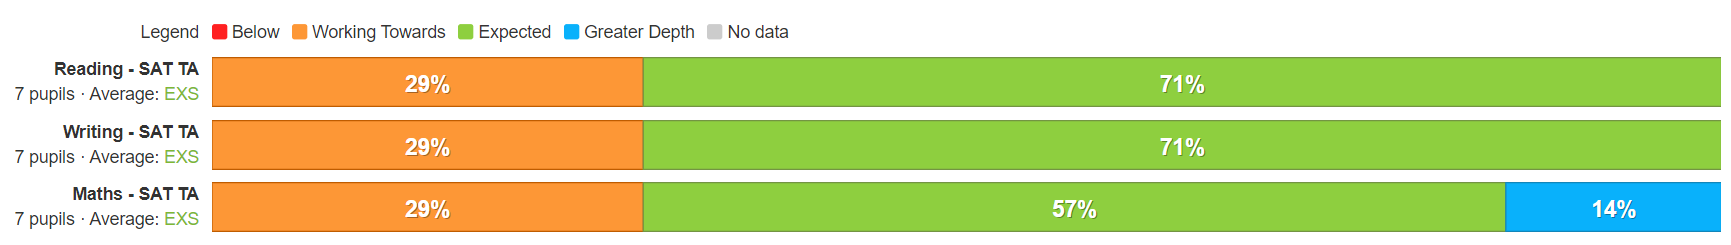 Legend Below Working Towards Expected Greater Depth No data
Reading - SAT TA
7 pupils · Average: EXS
29% 71%
Writing - SAT TA
7 pupils · Average: EXS
29% 71%
Maths - SAT TA
7 pupils · Average: EXS
29% 57% 14%